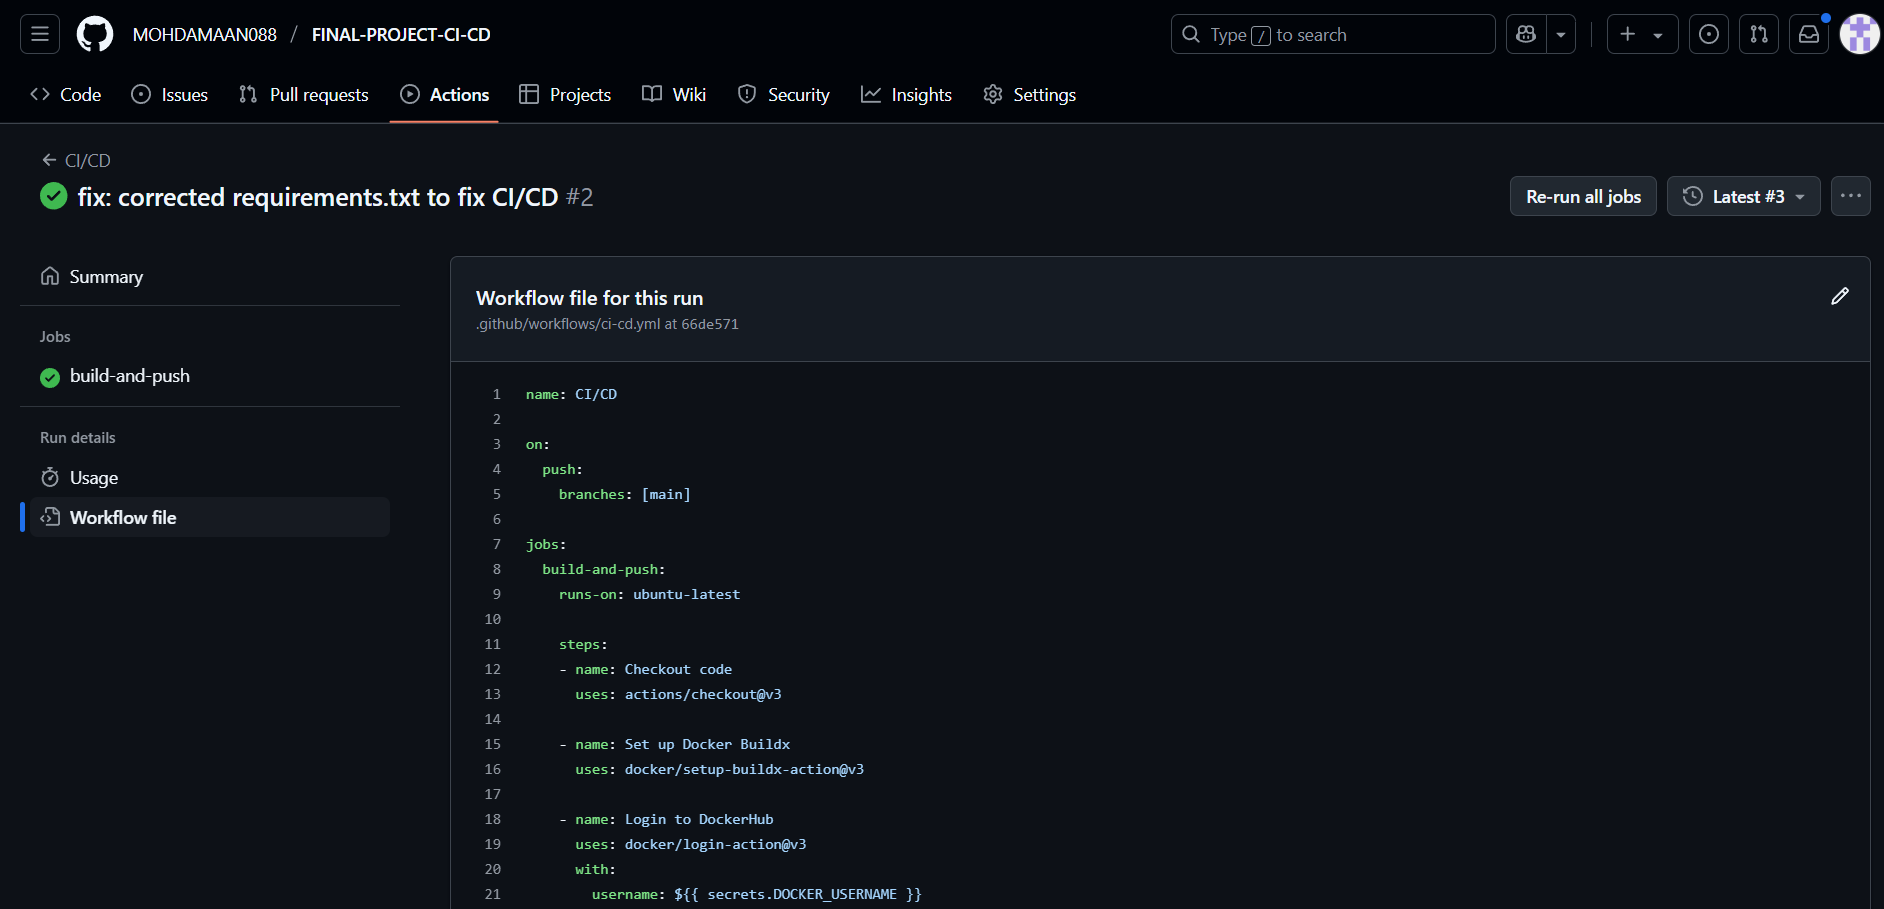 MOHDAMAAN088 / FINAL-PROJECT-CI-CD
Type / to search
Code Issues Pull requests Actions Projects Wiki Security Insights Settings
CI/CD
fix: corrected requirements.txt to fix CI/CD #2
Re-run all jobs
Latest #3
Summary
Jobs
build-and-push
Run details
Usage
Workflow file
Workflow file for this run
.github/workflows/ci-cd.yml at 66de571
1 name: CI/CD
2
3 on:
4 push:
5 branches: [main]
6
7 jobs:
8 build-and-push:
9 runs-on: ubuntu-latest
10
11 steps:
12 - name: Checkout code
13 uses: actions/checkout@v3
14
15 - name: Set up Docker Buildx
16 uses: docker/setup-buildx-action@v3
17
18 - name: Login to DockerHub
19 uses: docker/login-action@v3
20 with:
21 username: ${{ secrets.DOCKER_USERNAME }}